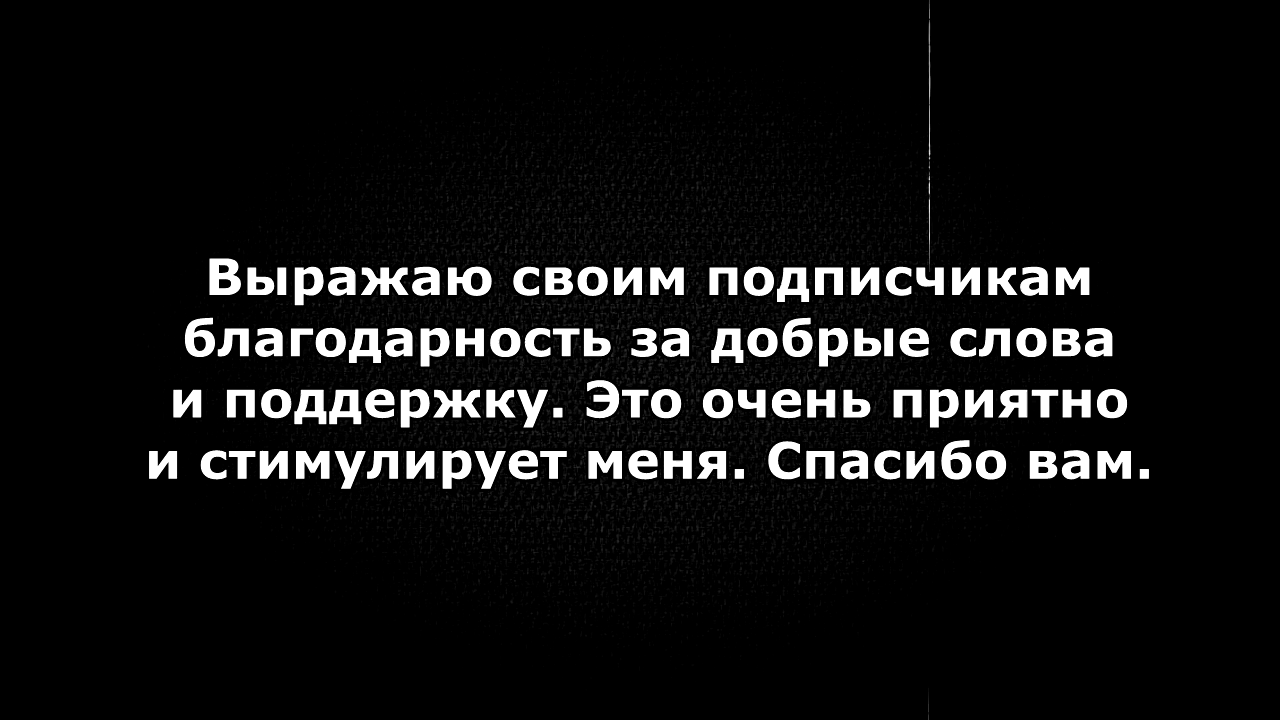 Выражаю своим подписчикам
благодарность за добрые слова
и поддержку. Это очень приятно
и стимулирует меня. Спасибо вам.